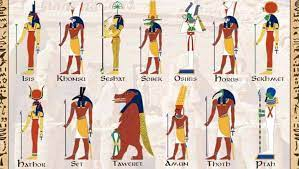 Isis Khonsu Seshat Sobek Osiris Horus Sekhmet
Hathor Set Taweret Amun Thoth Ptah